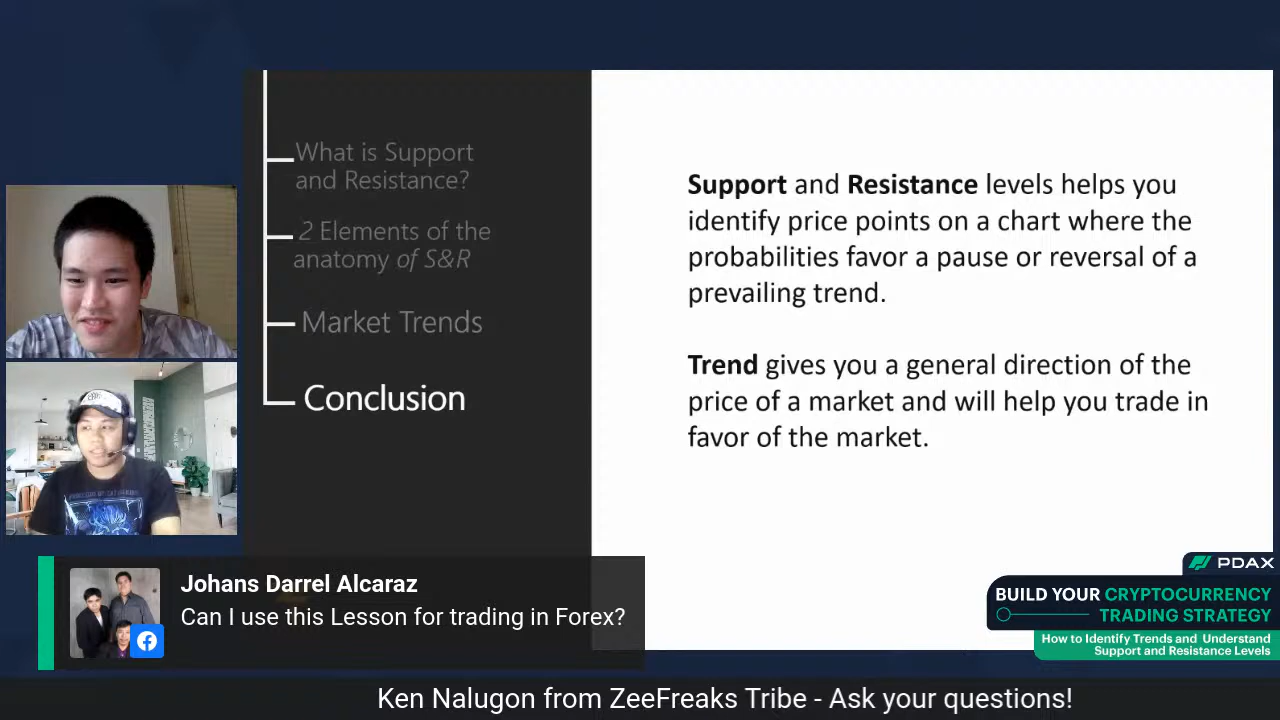 What is Support
and Resistance?
2 Elements of the
anatomy of S&R
Market Trends
Conclusion
Support and Resistance levels helps you
identify price points on a chart where the
probabilities favor a pause or reversal of a
prevailing trend.
Trend gives you a general direction of the
price of a market and will help you trade in
favor of the market.
Johans Darrel Alcaraz
Can I use this Lesson for trading in Forex?
PDAX
BUILD YOUR CRYPTOCURRENCY
TRADING STRATEGY
How to Identify Trends and Understand
Support and Resistance Levels
Ken Nalugon from ZeeFreaks Tribe - Ask your questions!